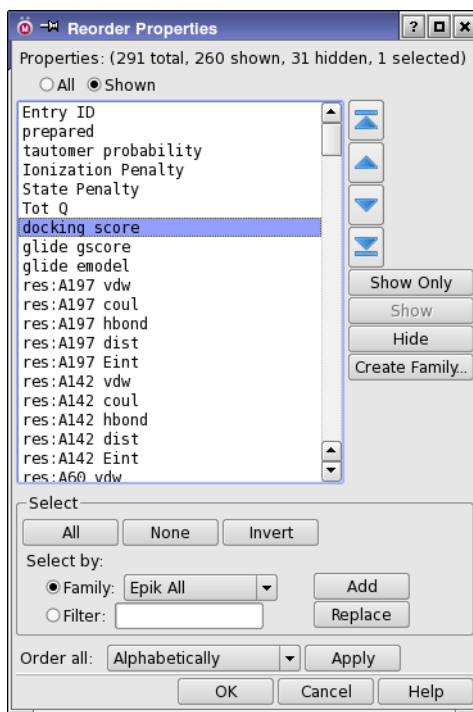 Reorder Properties
Properties: (291 total, 260 shown, 31 hidden, 1 selected)
All Shown
Entry ID
prepared
tautomer probability
Ionization Penalty
State Penalty
Tot Q
docking score
glide gscore
glide emodel
res:A197 vdw
res:A197 coul
res:A197 hbond
res:A197 dist
res:A197 Eint
res:A142 vdw
res:A142 coul
res:A142 hbond
res:A142 dist
res:A142 Eint
res:A60 vdw
Show Only
Show
Hide
Create Family...
Select
All None Invert
Select by:
Family: Epik All Add
Filter: Replace
Order all: Alphabetically Apply
OK Cancel Help